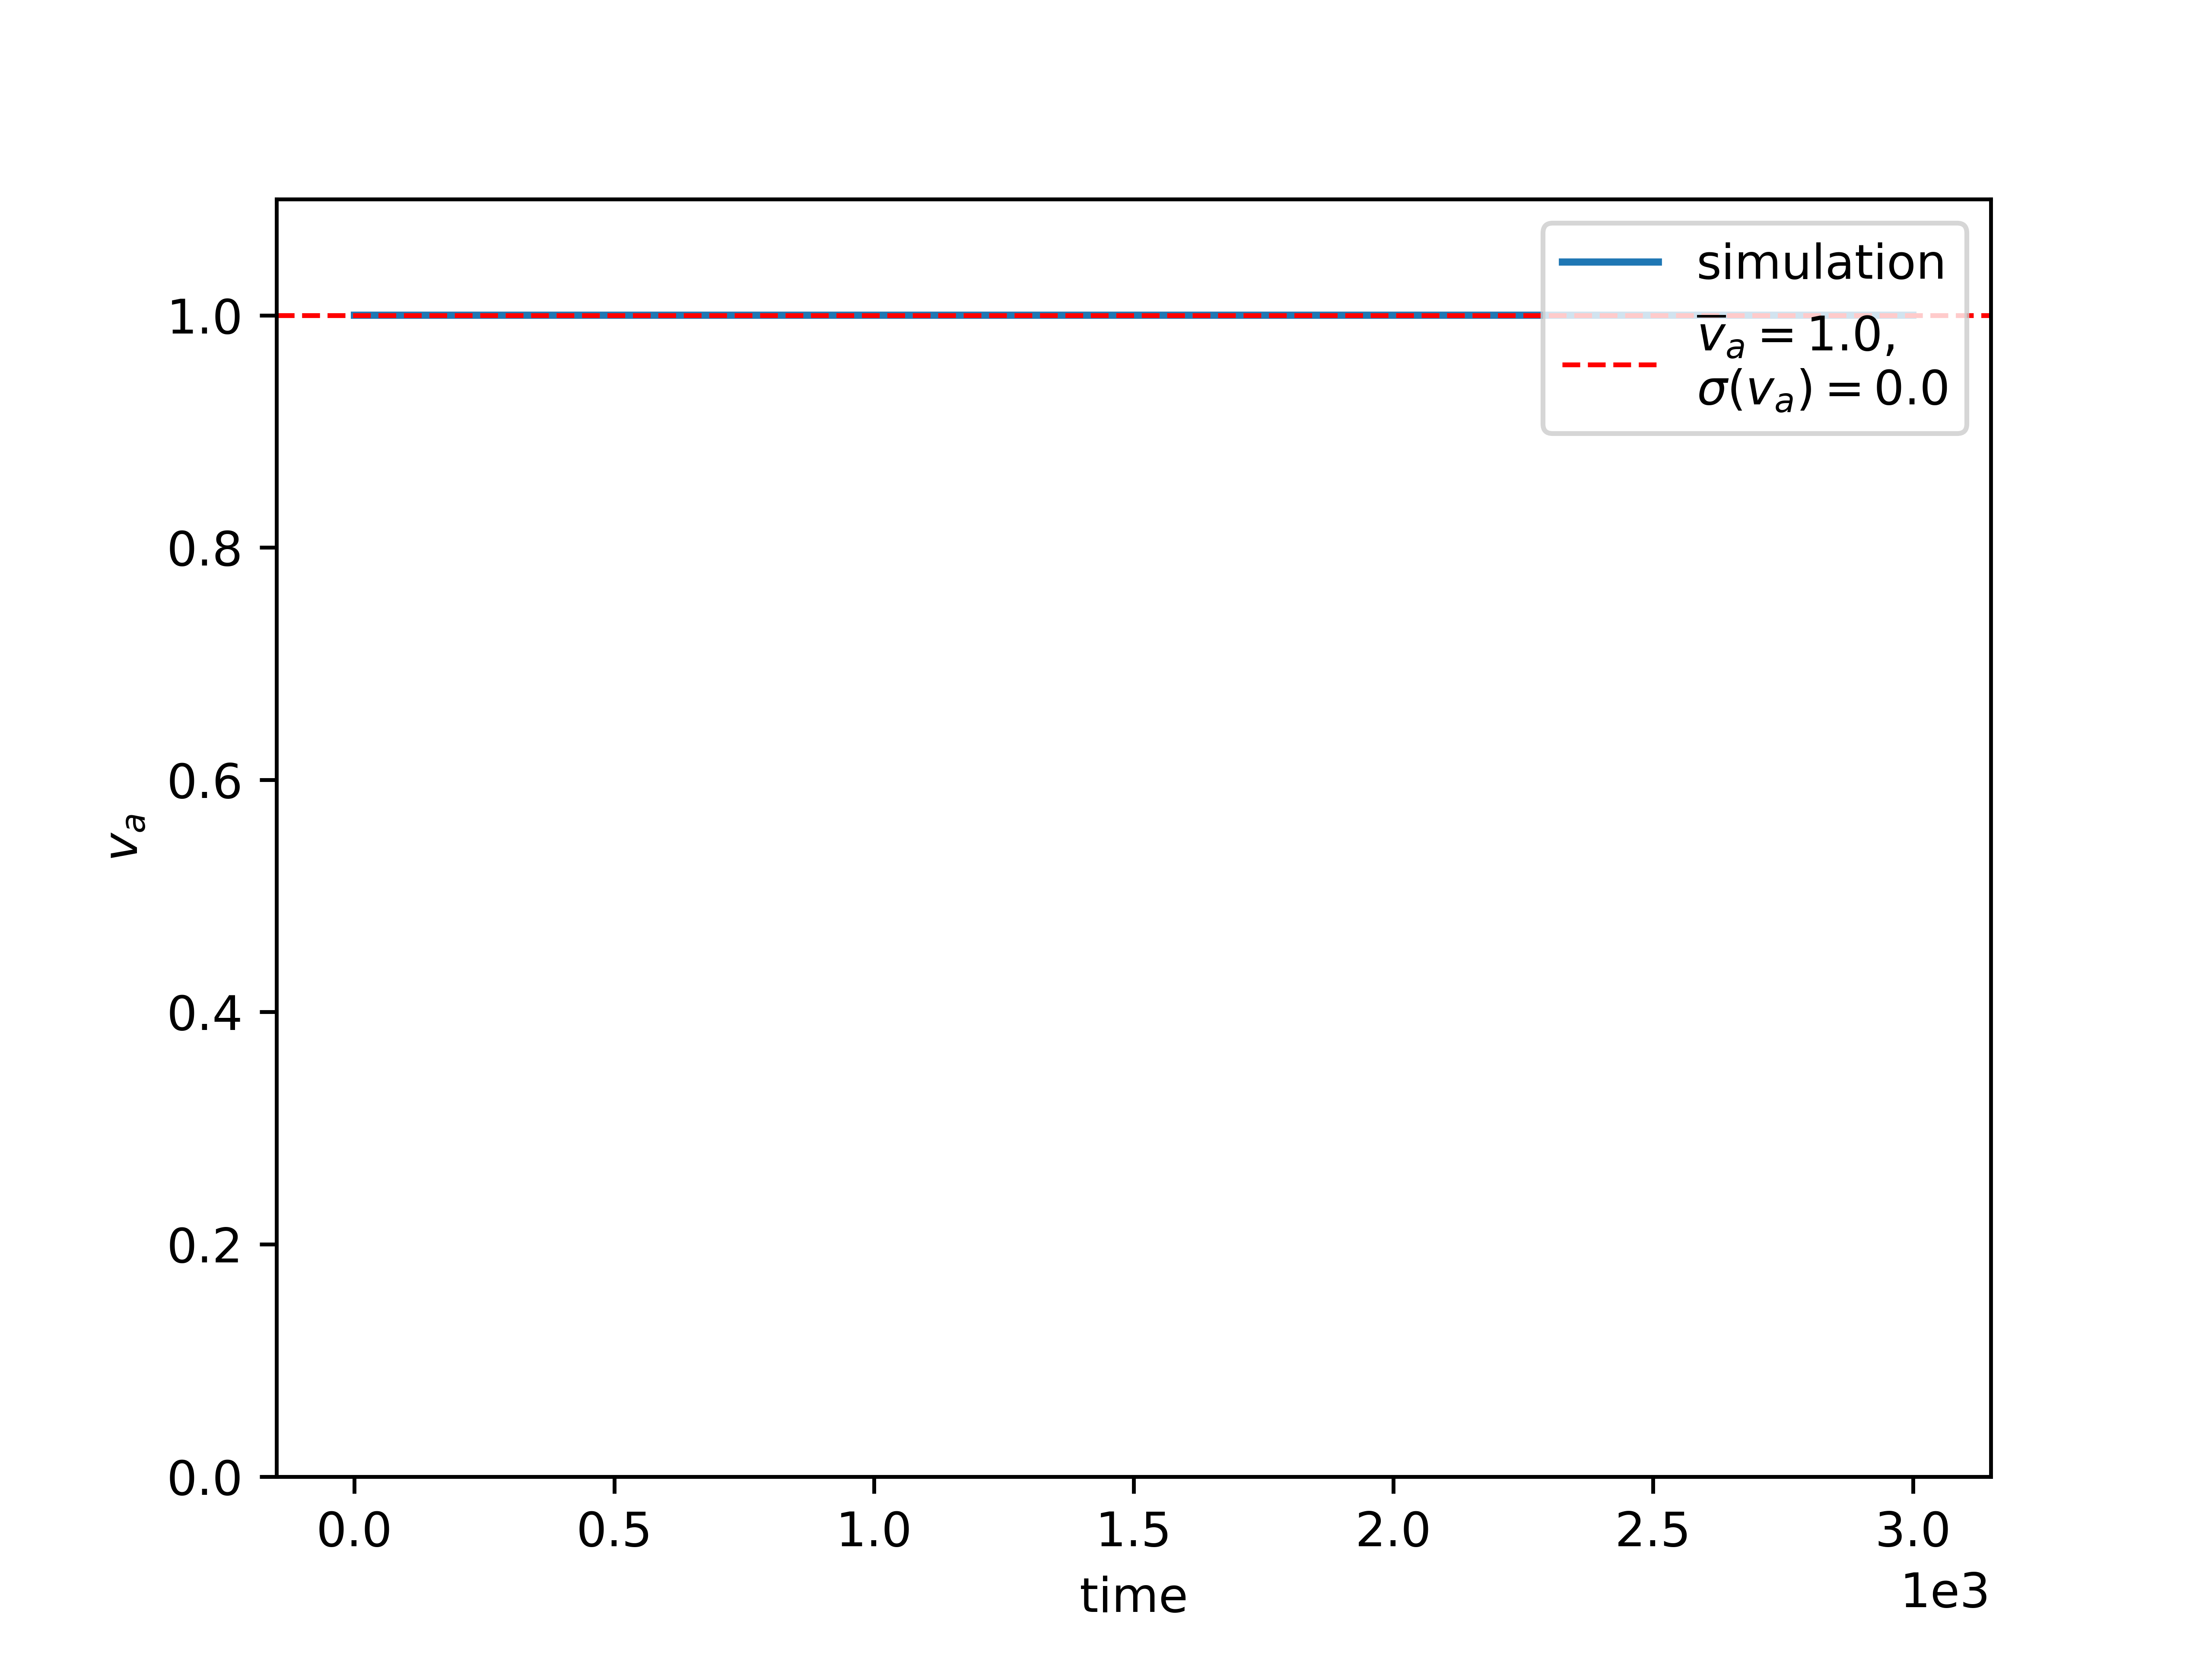 simulation
v̅ₐ = 1.0,
σ(vₐ) = 0.0
1.0
0.8
0.6
0.4
0.2
0.0
vₐ
0.0 0.5 1.0 1.5 2.0 2.5 3.0
time
1e3